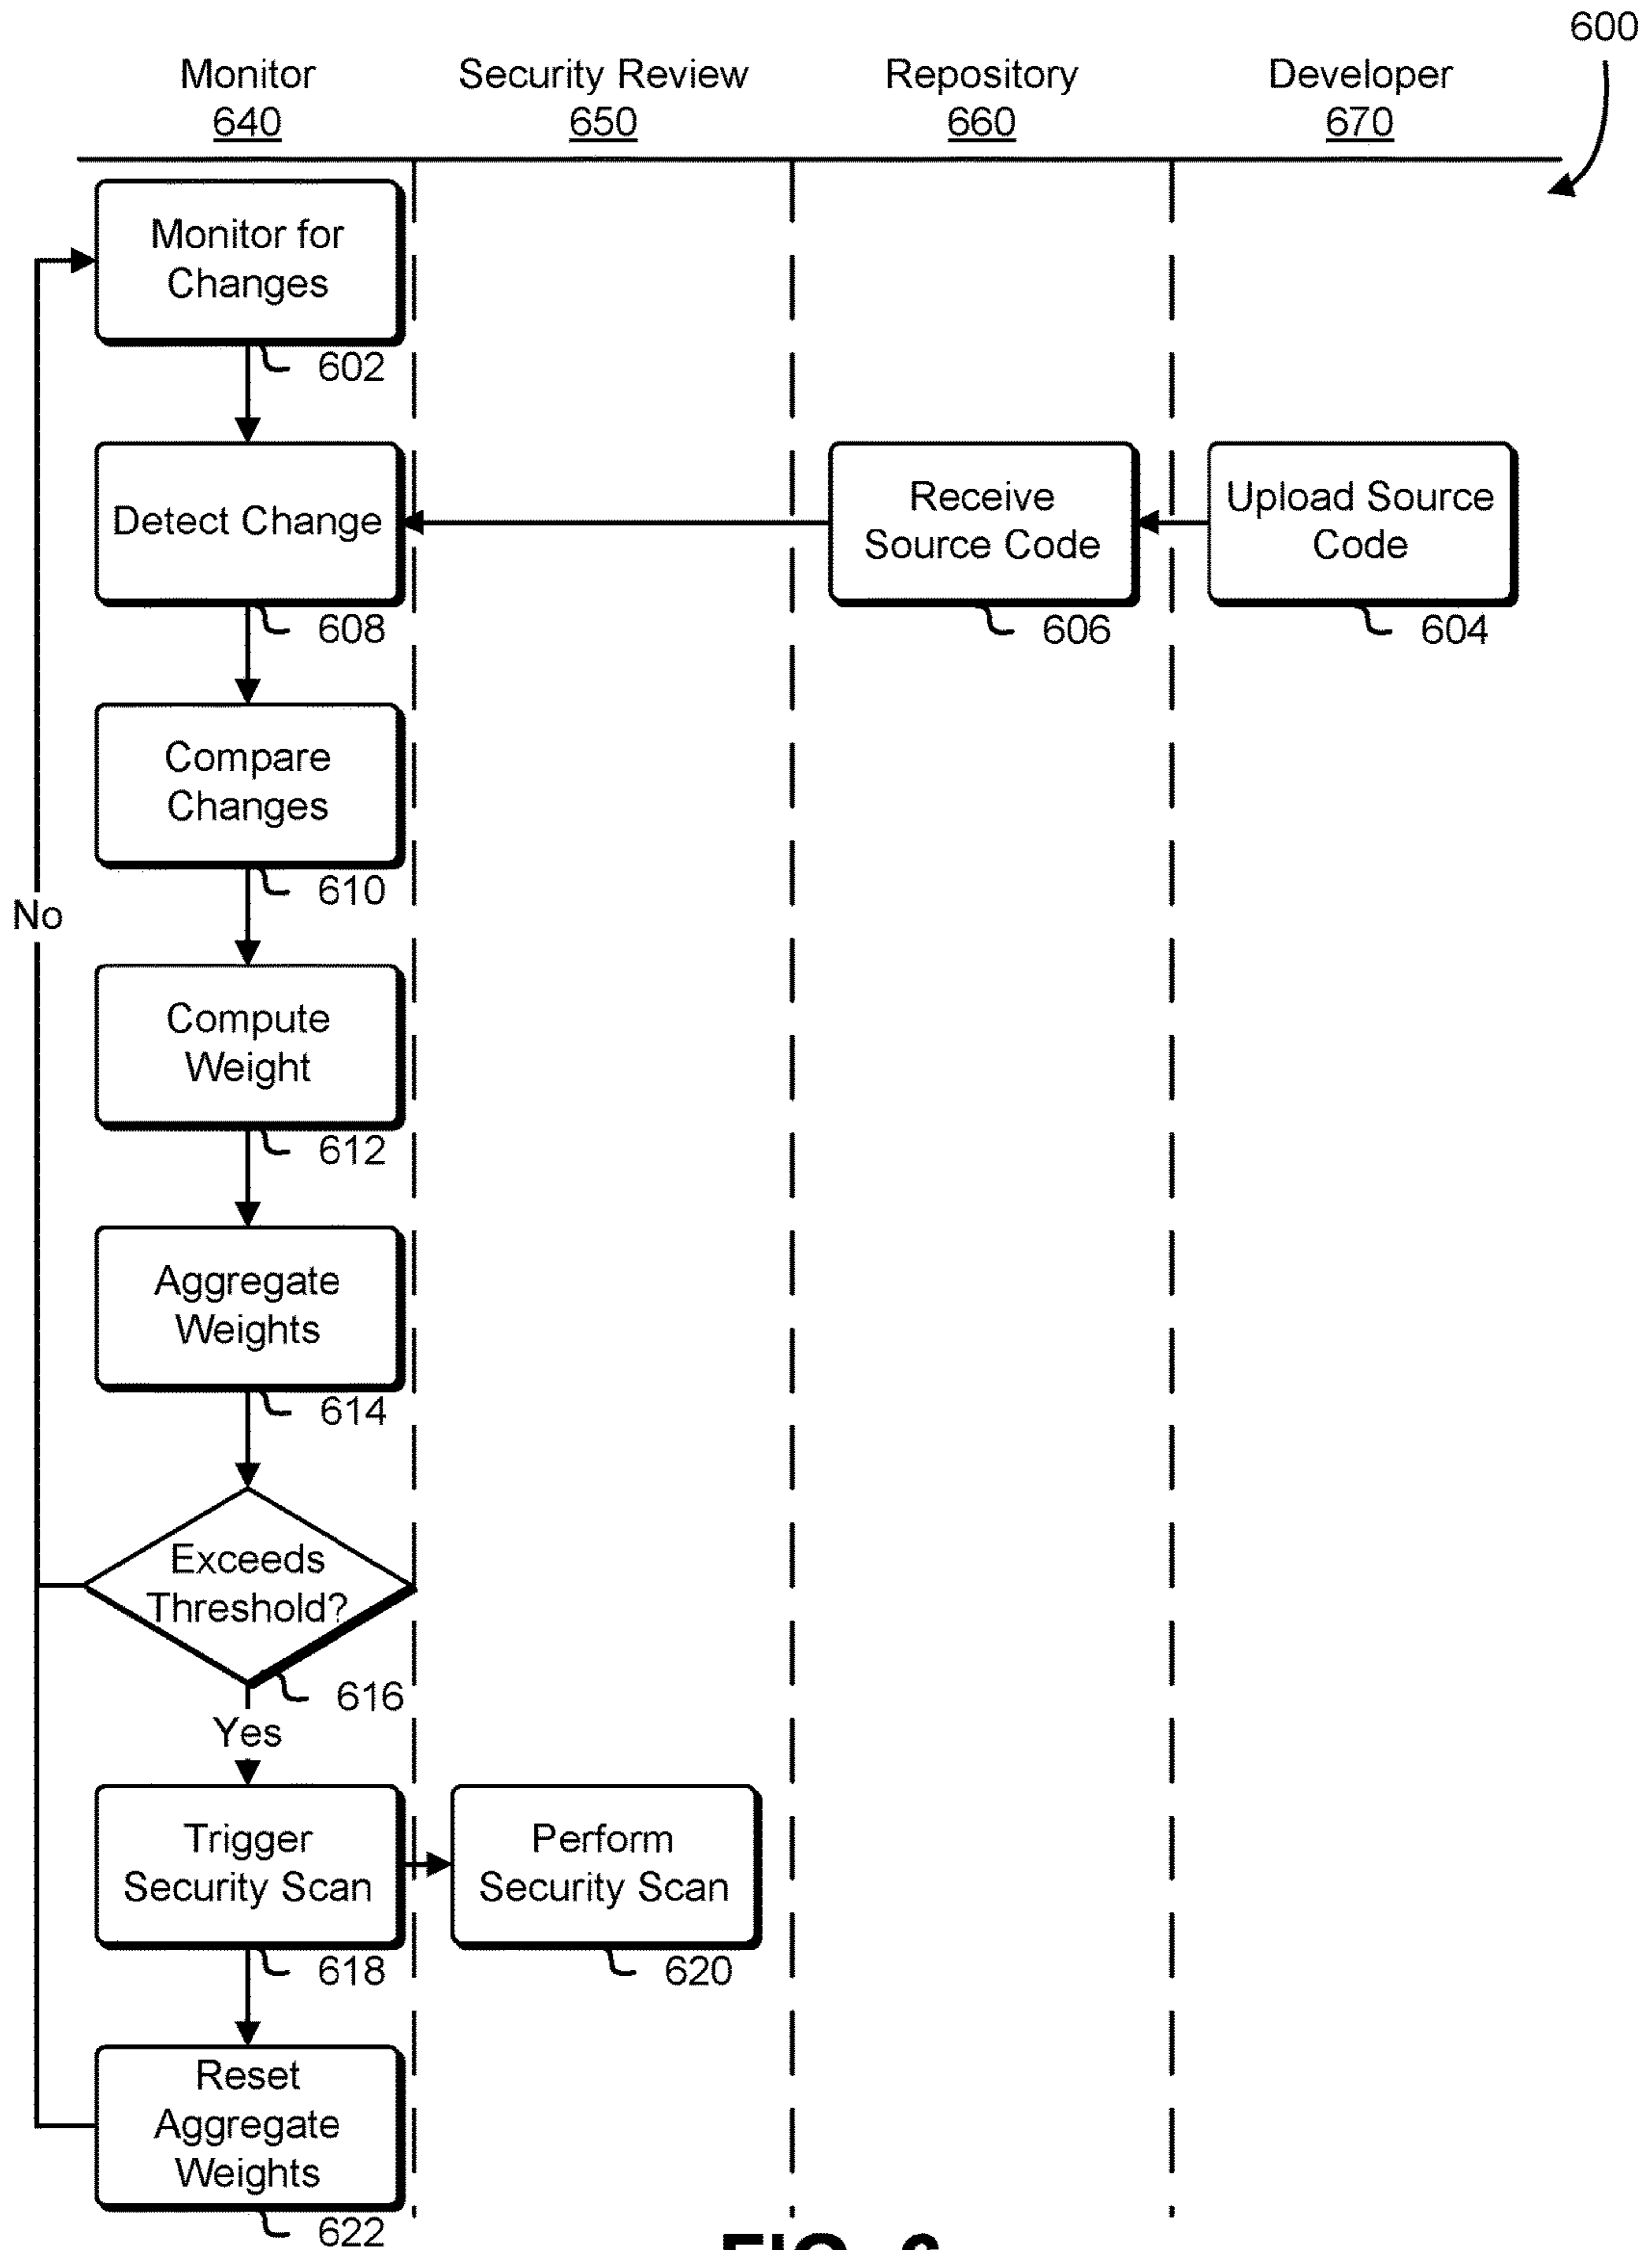 600
Monitor
640
Security Review
650
Repository
660
Developer
670
Monitor for
Changes
602
Detect Change
608
Receive
Source Code
606
Upload Source
Code
604
Compare
Changes
610
No
Compute
Weight
612
Aggregate
Weights
614
Exceeds
Threshold?
616
Yes
Trigger
Security Scan
618
Perform
Security Scan
620
Reset
Aggregate
Weights
622